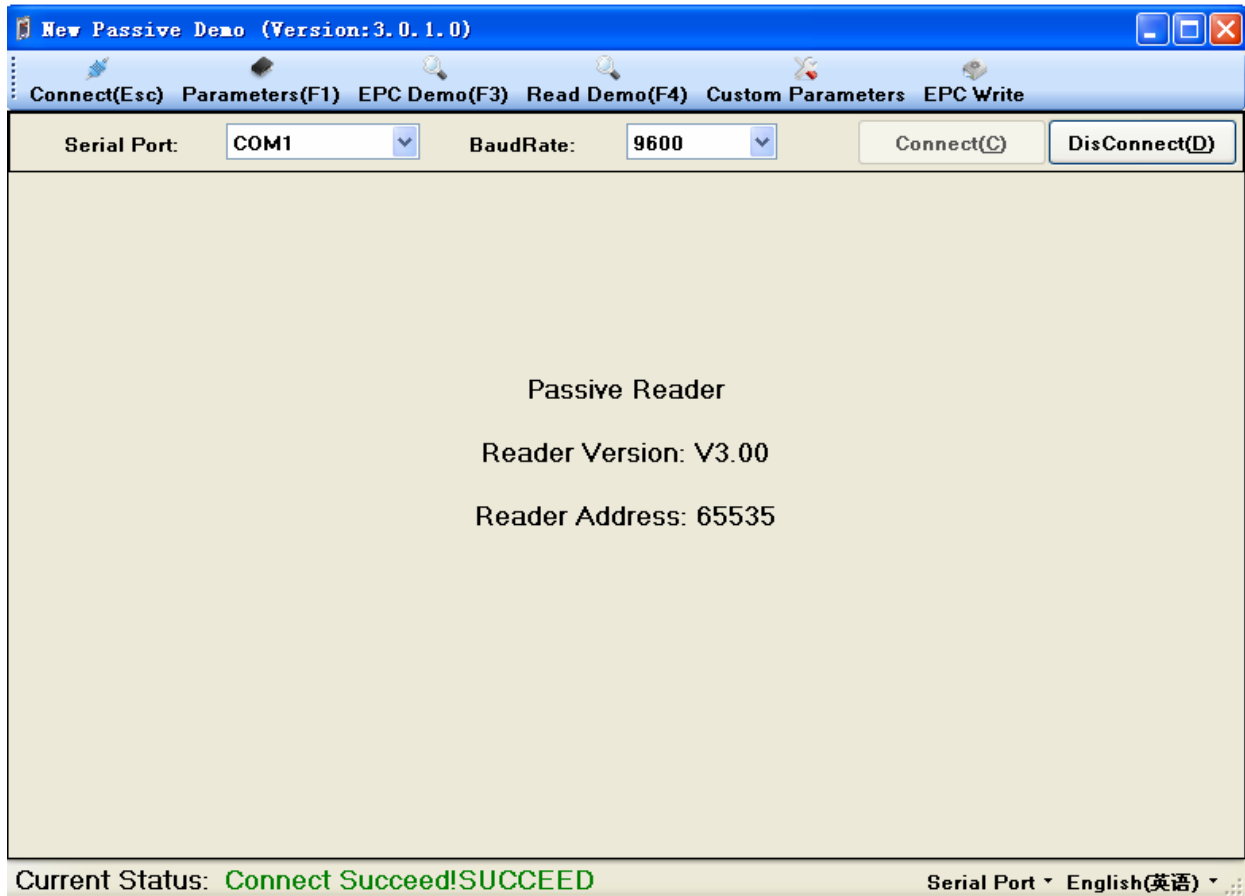 New Passive Demo (Version:3.0.1.0)
Connect(Esc) Parameters(F1) EPC Demo(F3) Read Demo(F4) Custom Parameters EPC Write
Serial Port: COM1 BaudRate: 9600 Connect(C) DisConnect(D)
Passive Reader
Reader Version: V3.00
Reader Address: 65535
Current Status: Connect Succeed!SUCCEED Serial Port English(英语)